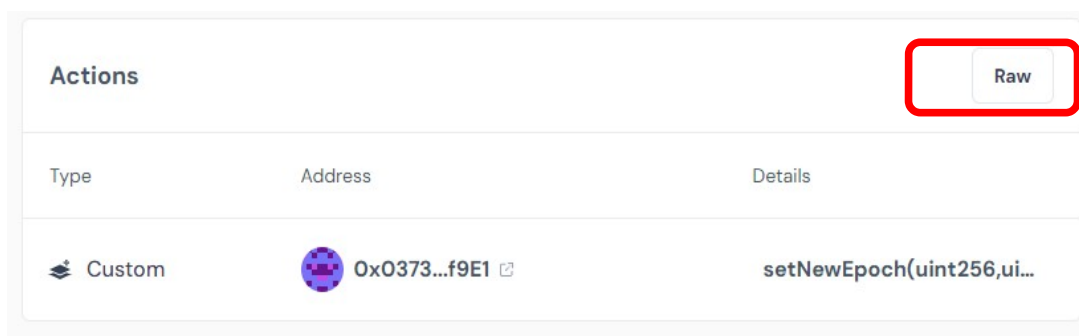 Actions Raw
Type Address Details
Custom 0x0373...f9E1 setNewEpoch(uint256,ui...